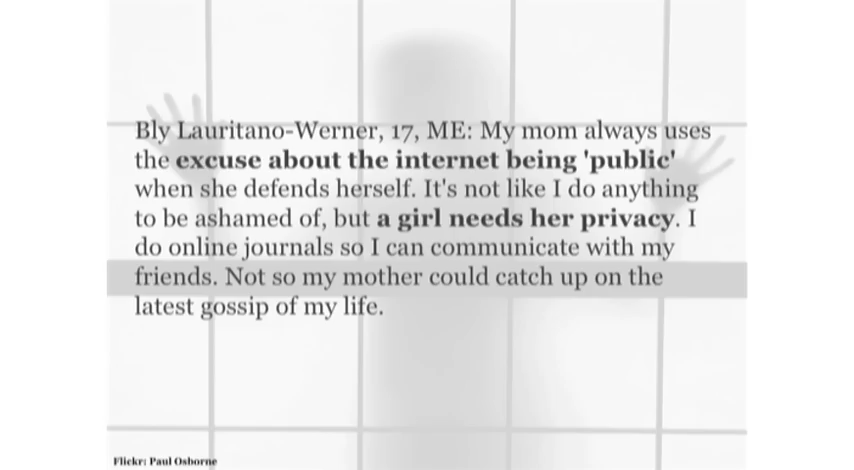 Bly Lauritano-Werner, 17, ME: My mom always uses
the excuse about the internet being 'public'
when she defends herself. It's not like I do anything
to be ashamed of, but a girl needs her privacy. I
do online journals so I can communicate with my
friends. Not so my mother could catch up on the
latest gossip of my life.
Flickr: Paul Osborne